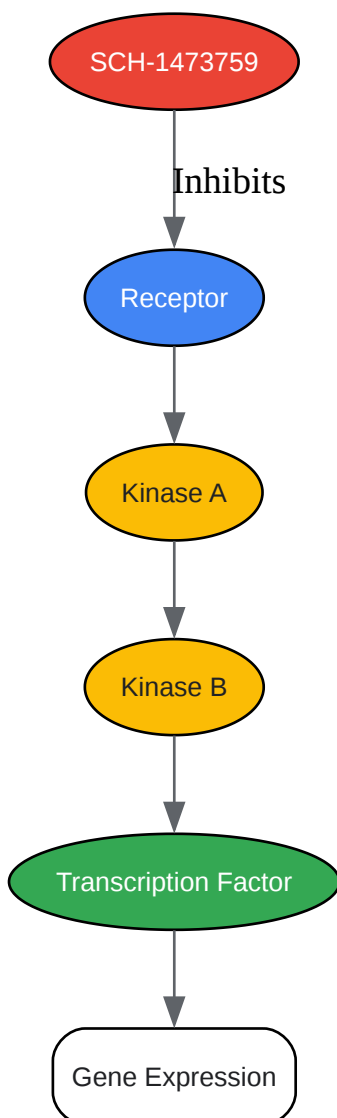 SCH-1473759
Inhibits
Receptor
Kinase A
Kinase B
Transcription Factor
Gene Expression